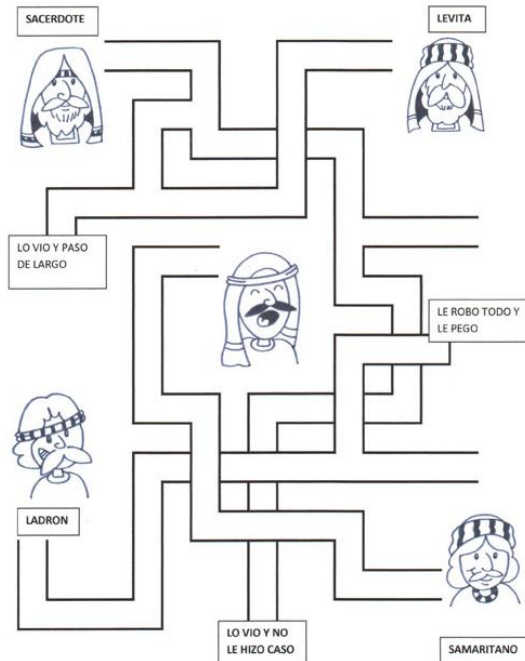 SACERDOTE
LEVITA
LO VIO Y PASO
DE LARGO
LE ROBO TODO Y
LE PEGO
LADRON
LO VIO Y NO
LE HIZO CASO
SAMARITANO